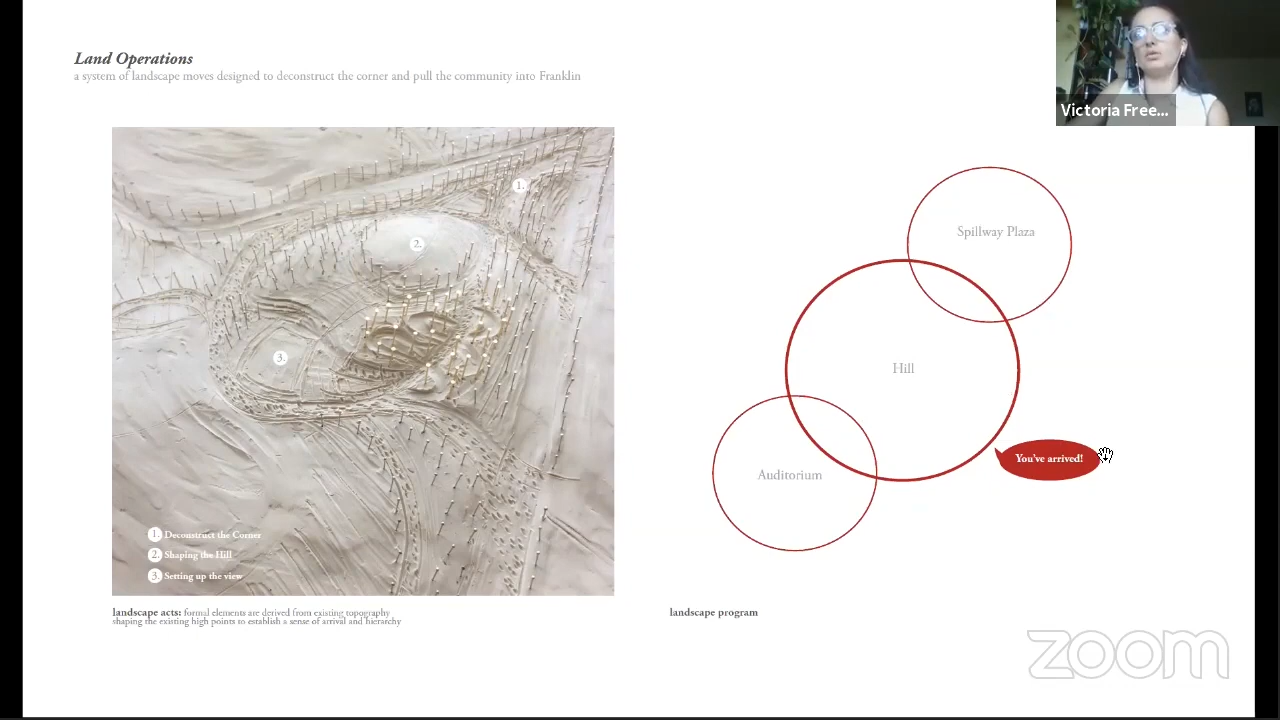 Land Operations
a system of landscape moves designed to deconstruct the corner and pull the community into Franklin
Victoria Free...
1.
2.
3.
Spillway Plaza
Hill
You've arrived!
Auditorium
1. Deconstruct the Corner
2. Shaping the Hill
3. Setting up the view
landscape acts: formal elements are derived from existing topography
shaping the existing high points to establish a sense of arrival and hierarchy
landscape program
zoom